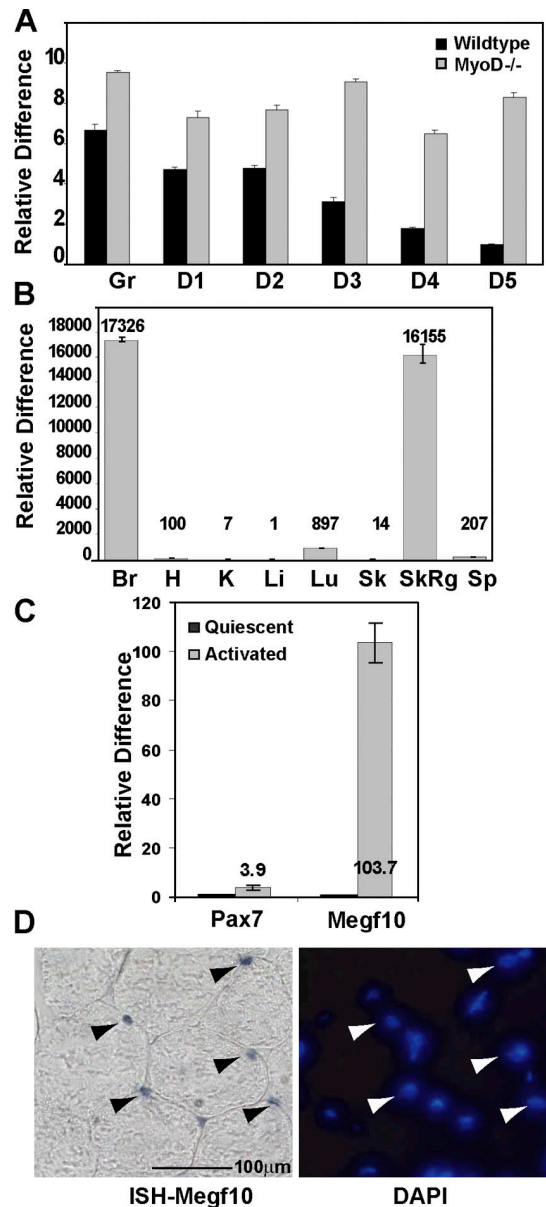 A
Relative Difference
10
8
6
4
2
0
Wildtype
MyoD-/-
Gr D1 D2 D3 D4 D5
B
Relative Difference
18000
16000
14000
12000
10000
8000
6000
4000
2000
0
17326 100 7 1 897 14 16155 207
Br H K Li Lu Sk SkRg Sp
C
Relative Difference
120
100
80
60
40
20
0
Quiescent
Activated
3.9 103.7
Pax7 Megf10
D
100µm
ISH-Megf10 DAPI